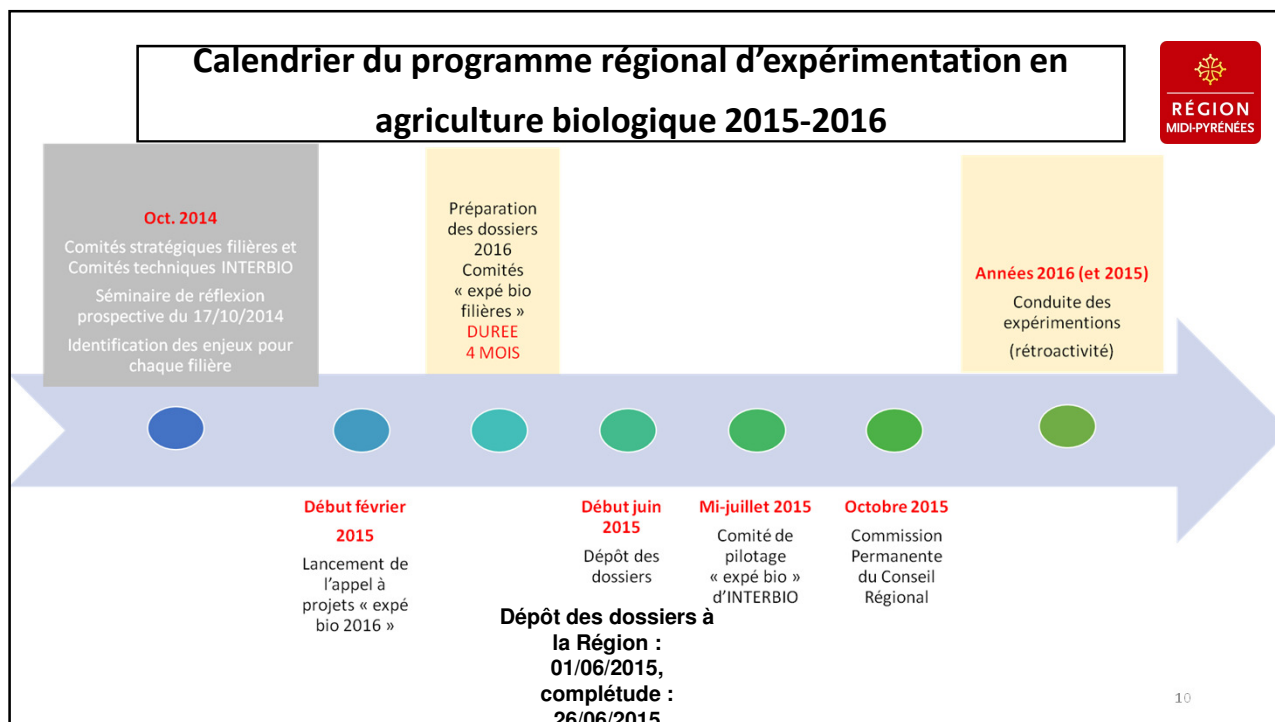 Calendrier du programme régional d'expérimentation en
agriculture biologique 2015-2016
RÉGION
MIDI-PYRÉNÉES
Oct. 2014
Comités stratégiques filières et
Comités techniques INTERBIO
Séminaire de réflexion
prospective du 17/10/2014
Identification des enjeux pour
chaque filière
Début février
2015
Lancement de
l'appel à
projets « expé
bio 2016 »
Préparation
des dossiers
2016
Comités
« expé bio
filières »
DUREE
4 MOIS
Début juin
2015
Dépôt des
dossiers
Dépôt des dossiers à
la Région :
01/06/2015,
complétude :
26/06/2015
Mi-juillet 2015
Comité de
pilotage
« expé bio »
d'INTERBIO
Octobre 2015
Commission
Permanente
du Conseil
Régional
Années 2016 (et 2015)
Conduite des
expérimentions
(rétroactivité)
10